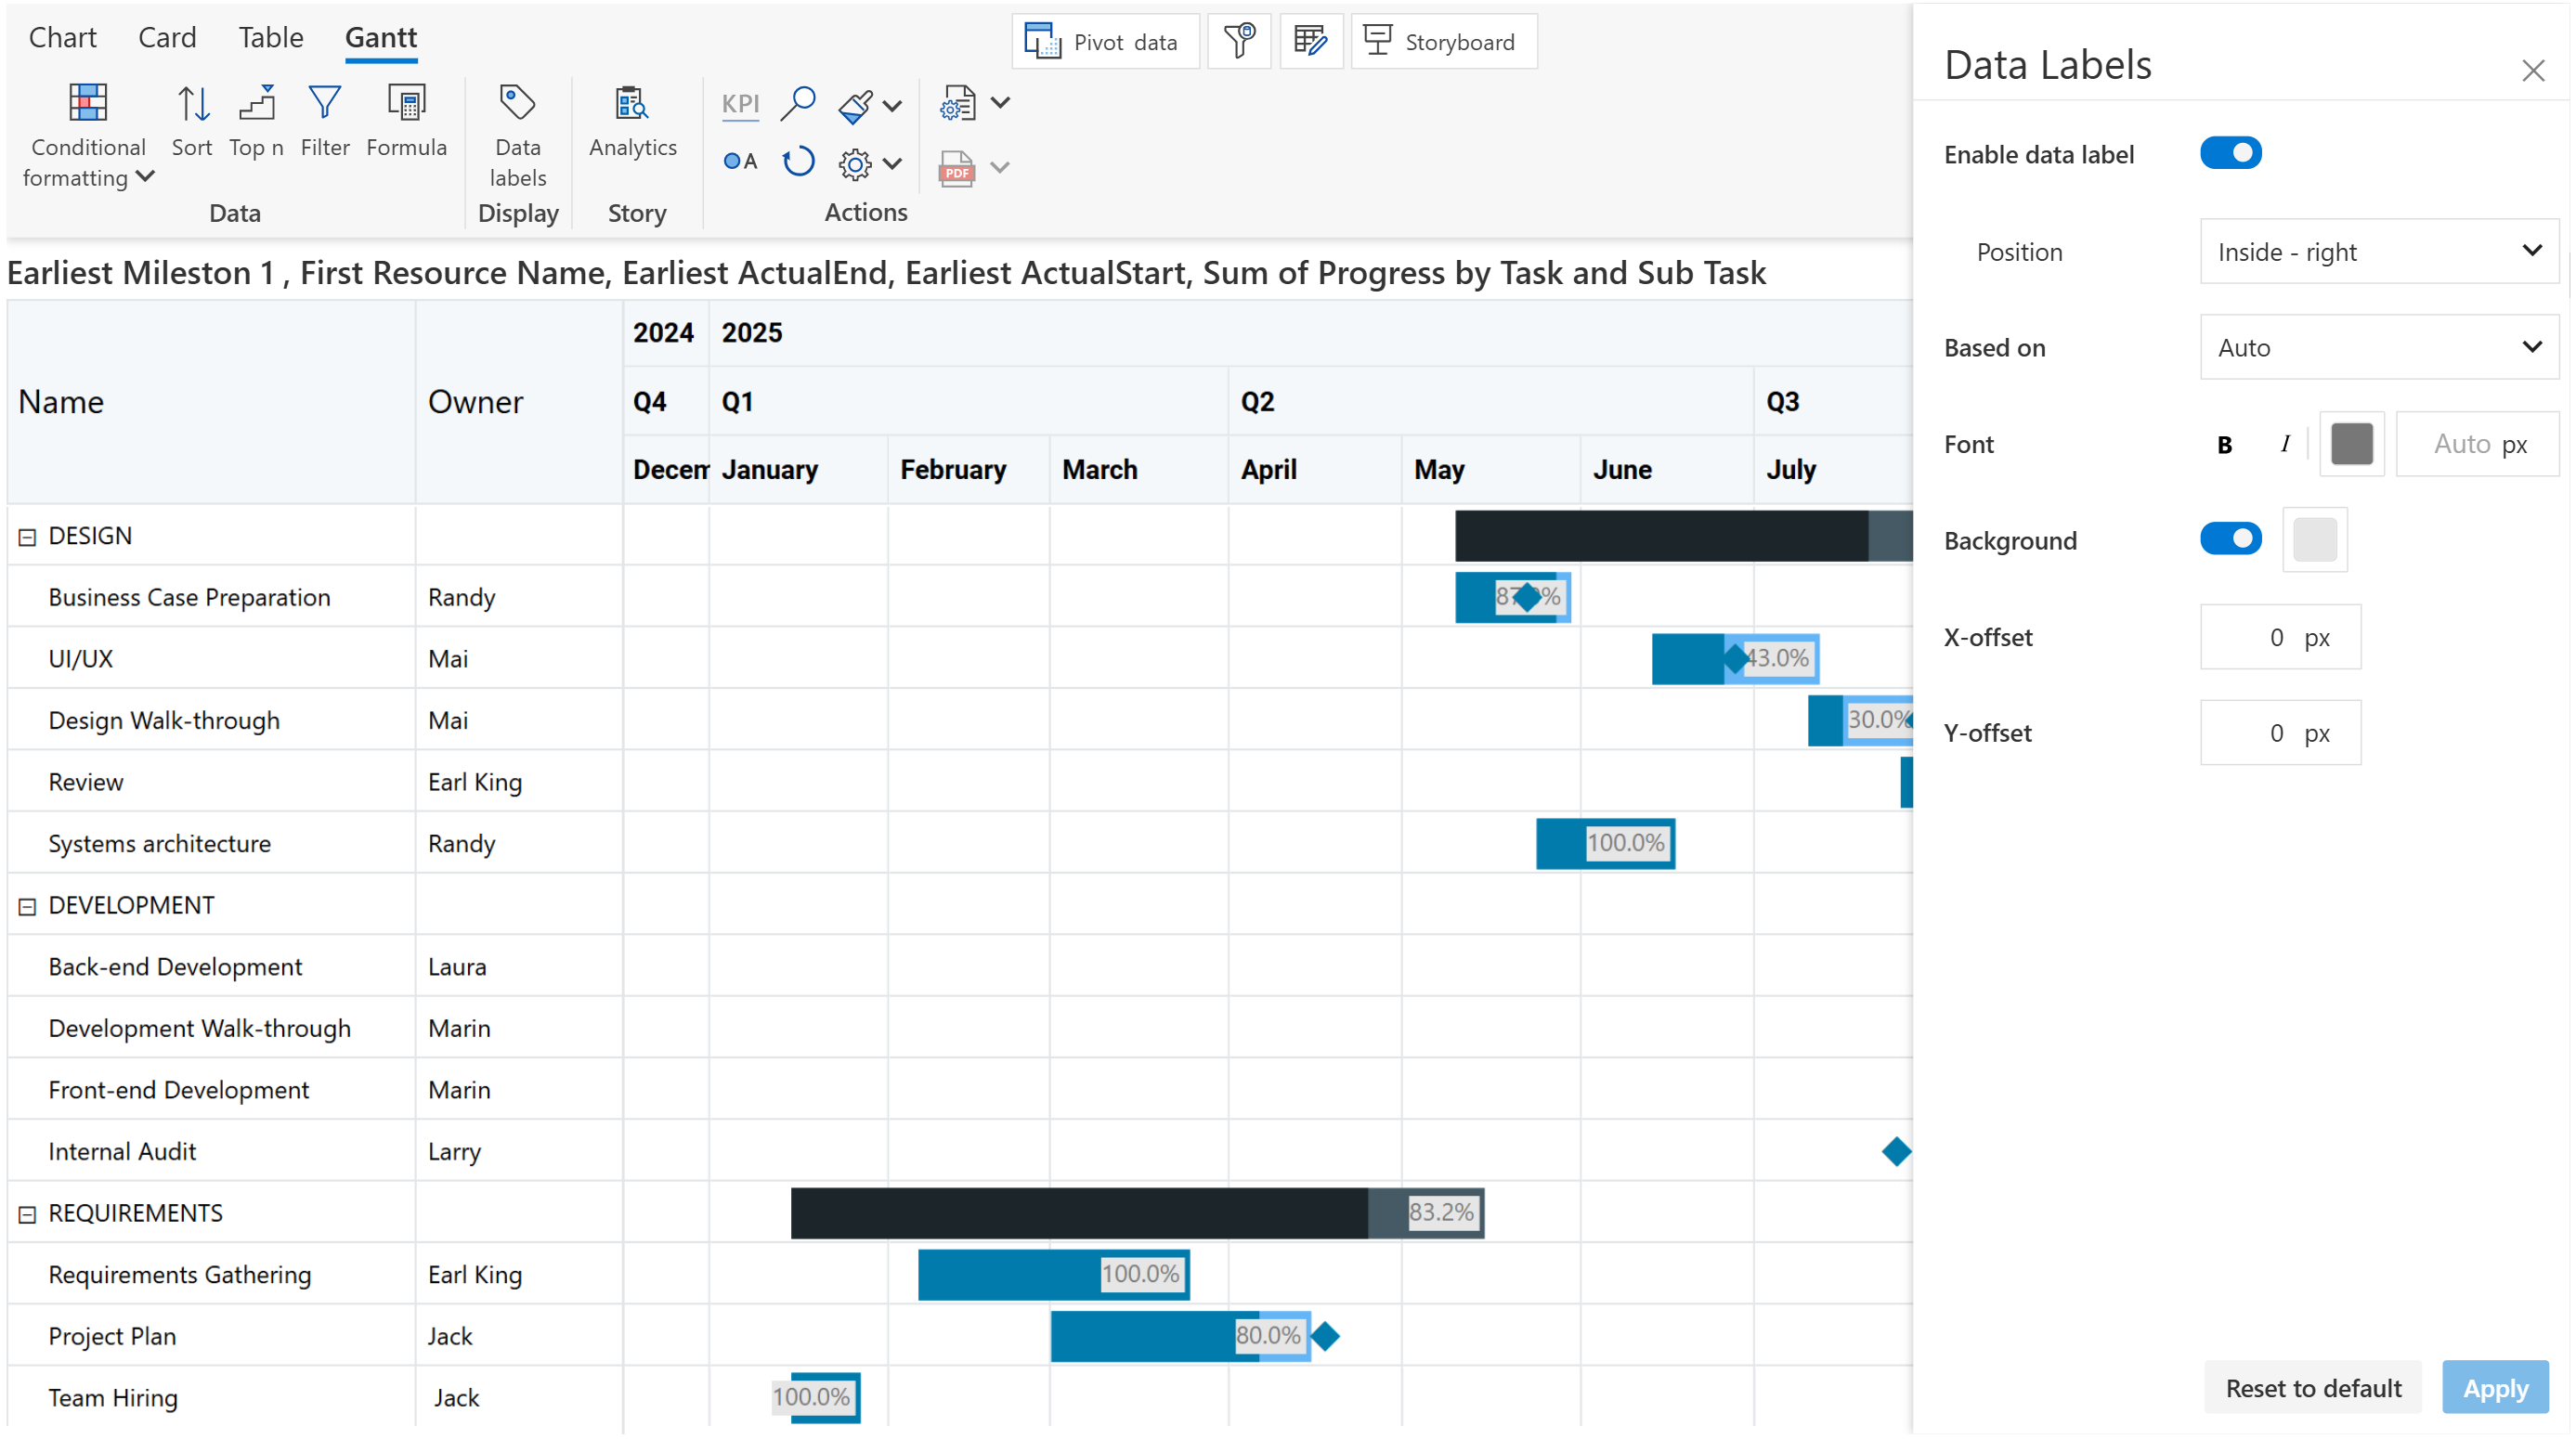 Chart Card Table Gantt
Pivot data
Storyboard
Conditional formatting
Sort
Top n
Filter
Formula
Data
Data labels
Display
Analytics
Story
KPI
A
PDF
Actions
Earliest Mileston 1 , First Resource Name, Earliest ActualEnd, Earliest ActualStart, Sum of Progress by Task and Sub Task
Name Owner
2024 2025
Q4 Q1 Q2 Q3
Decem January February March April May June July
DESIGN
Business Case Preparation Randy
UI/UX Mai 43.0%
Design Walk-through Mai 30.0%
Review Earl King
Systems architecture Randy 100.0%
DEVELOPMENT
Back-end Development Laura
Development Walk-through Marin
Front-end Development Marin
Internal Audit Larry
REQUIREMENTS 83.2%
Requirements Gathering Earl King 100.0%
Project Plan Jack 80.0%
Team Hiring Jack 100.0%
Data Labels
Enable data label
Position Inside - right
Based on Auto
Font B I Auto px
Background
X-offset 0 px
Y-offset 0 px
Reset to default Apply